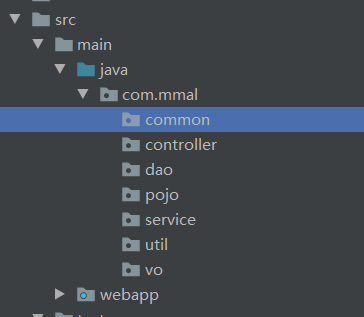 src
main
java
com.mmal
common
controller
dao
pojo
service
util
vo
webapp